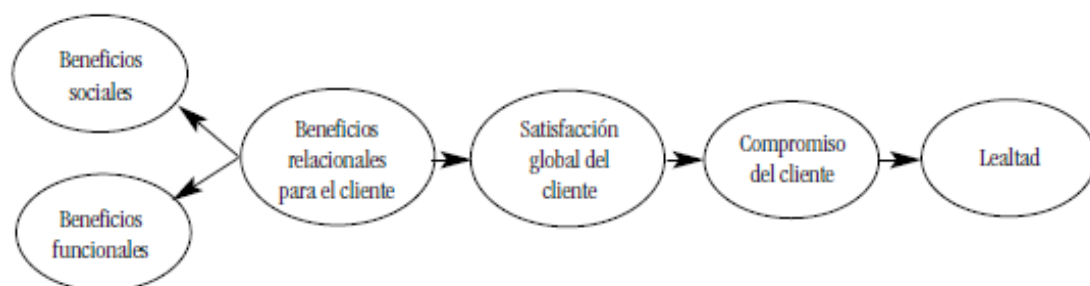 Beneficios
sociales
Beneficios
funcionales
Beneficios
relacionales
para el cliente
Satisfacción
global del
cliente
Compromiso
del cliente
Lealtad